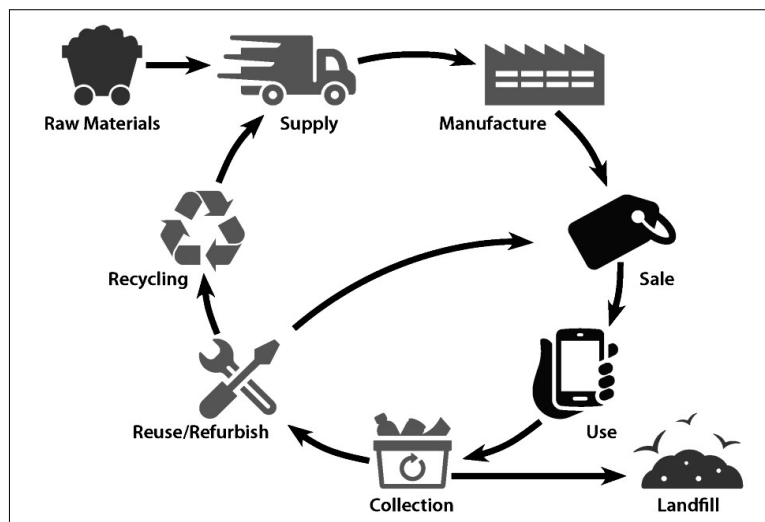 Raw Materials
Supply
Manufacture
Recycling
Sale
Reuse/Refurbish
Use
Collection
Landfill